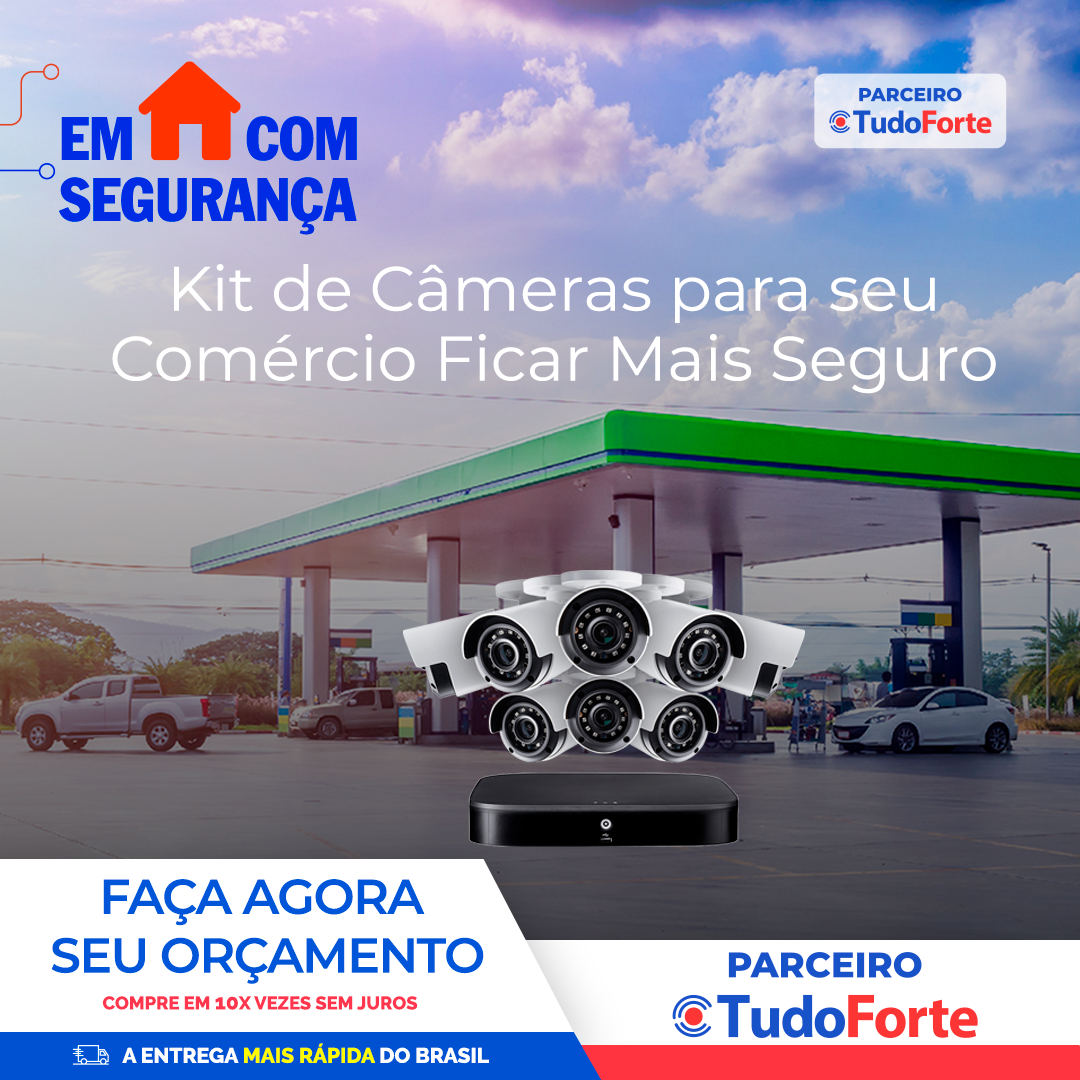 EM COM
SEGURANÇA
PARCEIRO
TudoForte
Kit de Câmeras para seu
Comércio Ficar Mais Seguro
FAÇA AGORA
SEU ORÇAMENTO
COMPRE EM 10X VEZES SEM JUROS
A ENTREGA MAIS RÁPIDA DO BRASIL
PARCEIRO
TudoForte